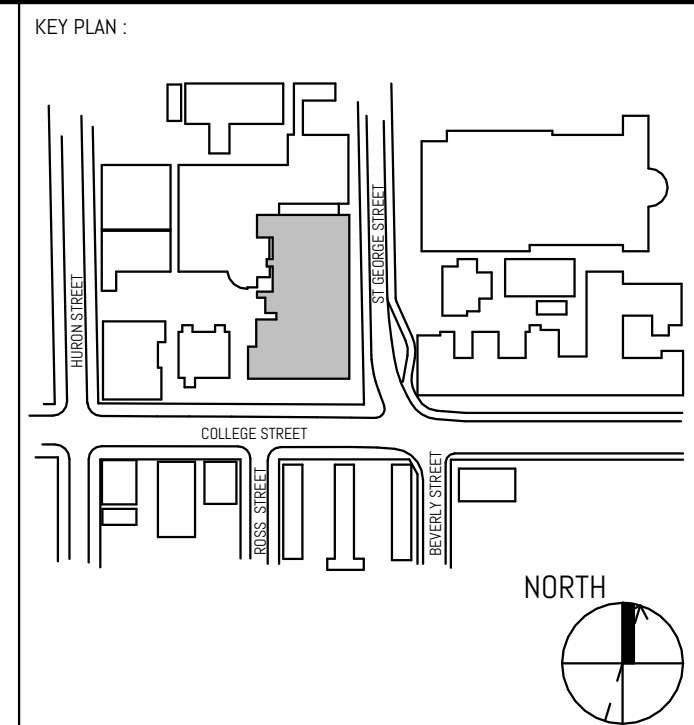 KEY PLAN :
HURON STREET
ST GEORGE STREET
COLLEGE STREET
ROSS STREET
BEVERLY STREET
NORTH